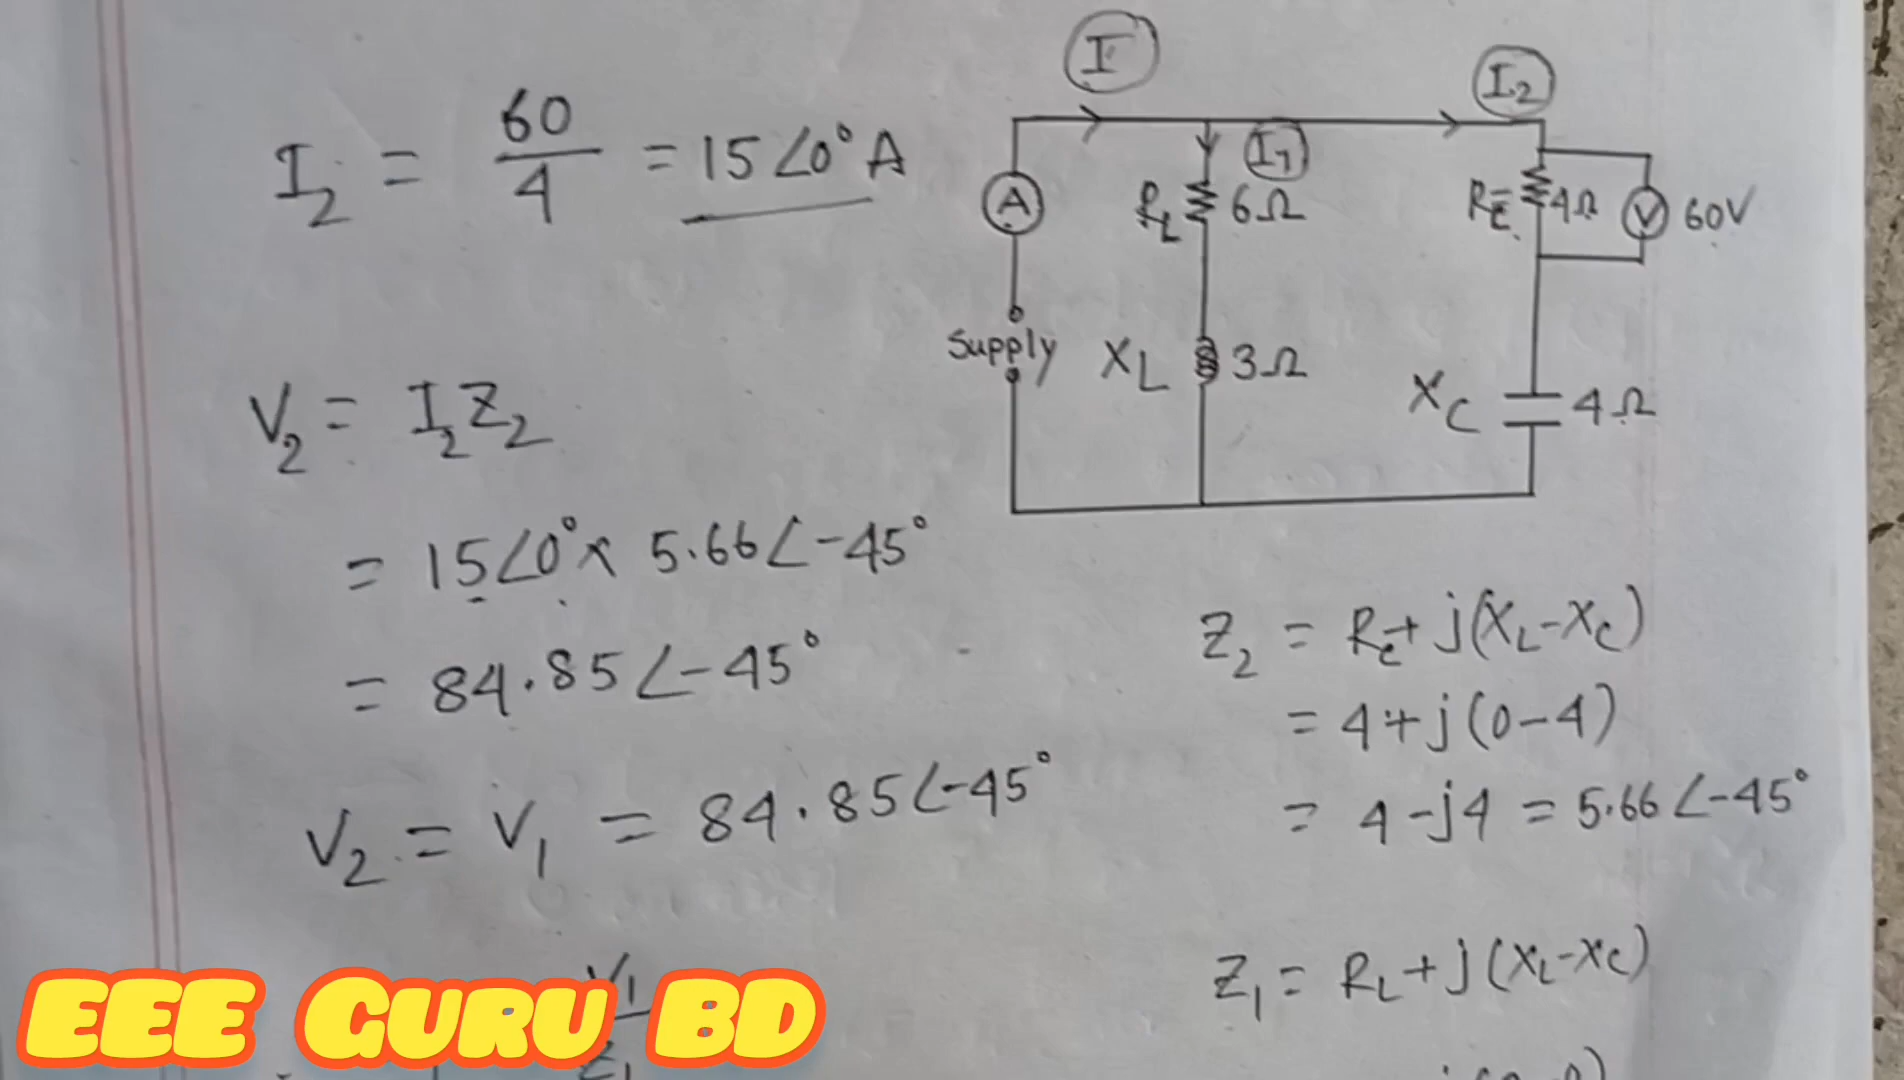 I₂ = 60/4 = 15∠0° A
V₂ = I₂Z₂
= 15∠0° × 5.66∠-45°
= 84.85∠-45°
V₂ = V₁ = 84.85∠-45°
V₁
Z₁
I
I₂
I₁
A
R_L 6Ω
R_C 4Ω
V 60V
Supply
X_L 3Ω
X_C 4Ω
Z₂ = R_C + j(X_L-X_C)
= 4+j(0-4)
= 4-j4 = 5.66∠-45°
Z₁ = R_L + j(X_L-X_C)
EEE GURU BD